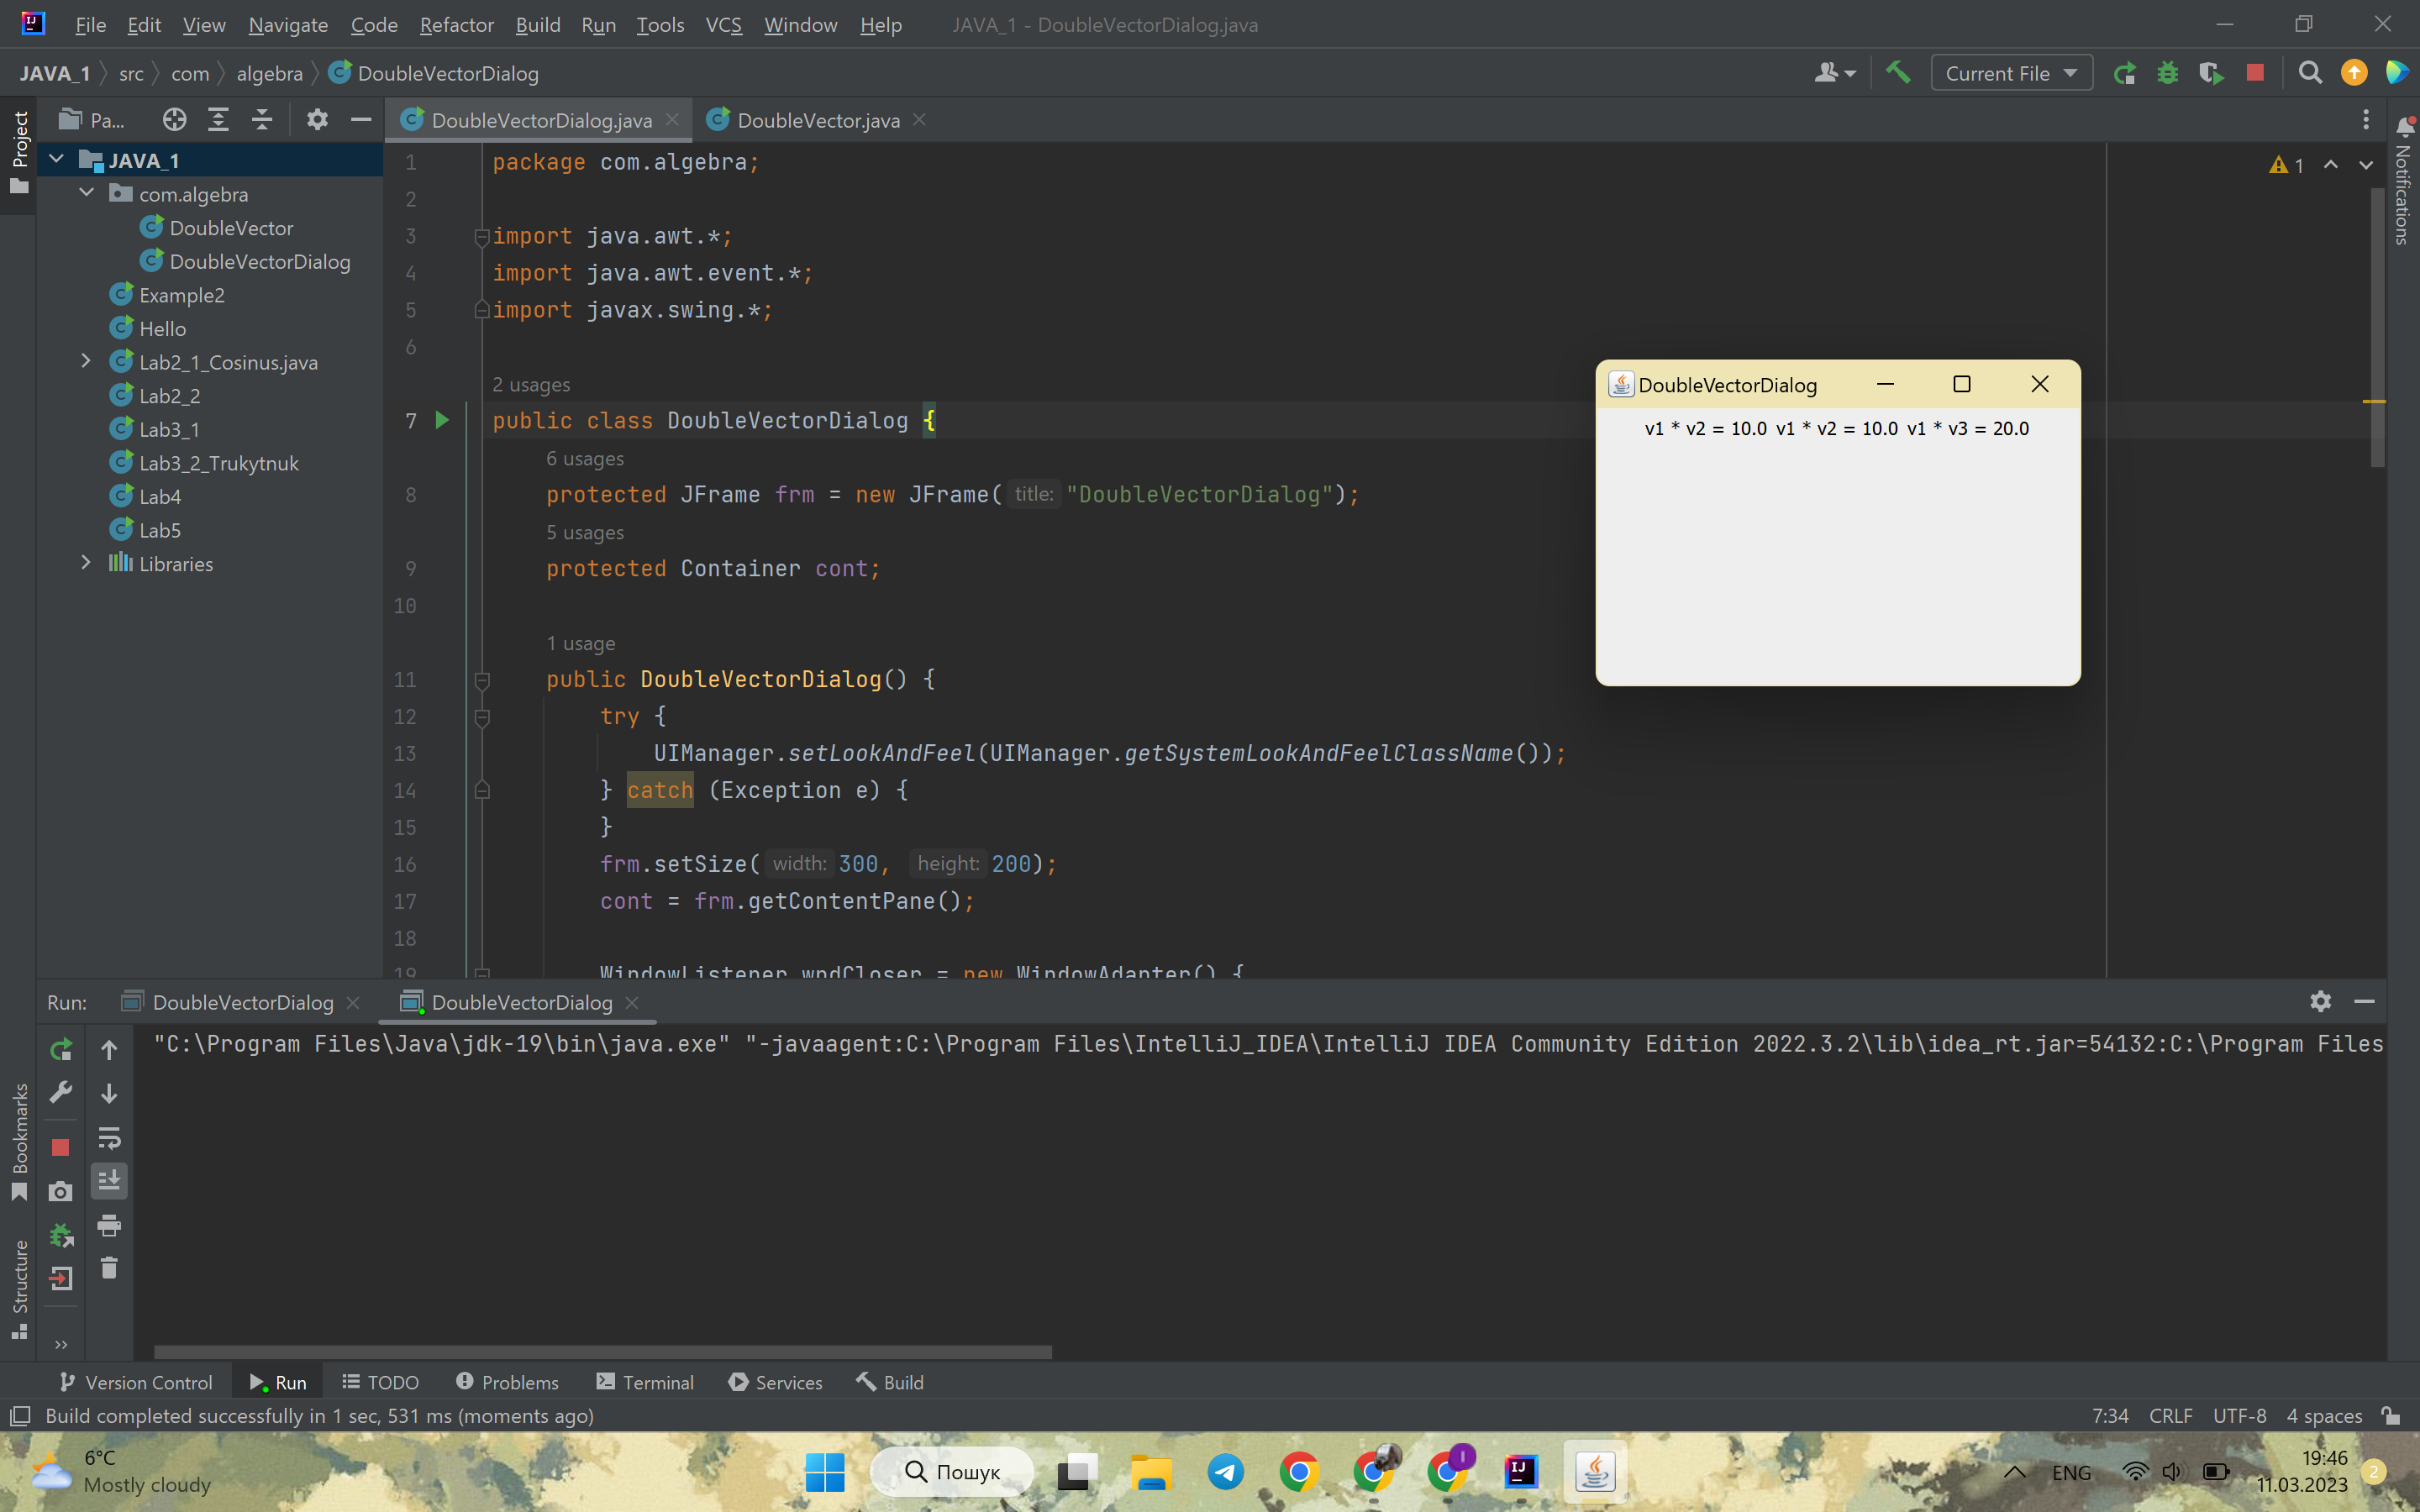 File Edit View Navigate Code Refactor Build Run Tools VCS Window Help JAVA_1 - DoubleVectorDialog.java
JAVA_1 src com algebra DoubleVectorDialog Current File
Project
Pa...
DoubleVectorDialog.java DoubleVector.java
JAVA_1
com.algebra
DoubleVector
DoubleVectorDialog
Example2
Hello
Lab2_1_Cosinus.java
Lab2_2
Lab3_1
Lab3_2_Trukytnuk
Lab4
Lab5
Libraries
1 package com.algebra;
2
3 import java.awt.*;
4 import java.awt.event.*;
5 import javax.swing.*;
6
2 usages
7 public class DoubleVectorDialog {
6 usages
8 protected JFrame frm = new JFrame( title: "DoubleVectorDialog");
5 usages
9 protected Container cont;
10
1 usage
11 public DoubleVectorDialog() {
12 try {
13 UIManager.setLookAndFeel(UIManager.getSystemLookAndFeelClassName());
14 } catch (Exception e) {
15 }
16 frm.setSize( width: 300, height: 200);
17 cont = frm.getContentPane();
18
19 WindowListener wndCloser = new WindowAdapter() {
1
Notifications
DoubleVectorDialog
v1 * v2 = 10.0 v1 * v2 = 10.0 v1 * v3 = 20.0
Run: DoubleVectorDialog DoubleVectorDialog
"C:\Program Files\Java\jdk-19\bin\java.exe" "-javaagent:C:\Program Files\IntelliJ_IDEA\IntelliJ IDEA Community Edition 2022.3.2\lib\idea_rt.jar=54132:C:\Program Files
Bookmarks
Structure
Version Control Run TODO Problems Terminal Services Build
Build completed successfully in 1 sec, 531 ms (moments ago) 7:34 CRLF UTF-8 4 spaces
6°C
Mostly cloudy
Пошук
I
IJ
ENG
19:46
11.03.2023
2